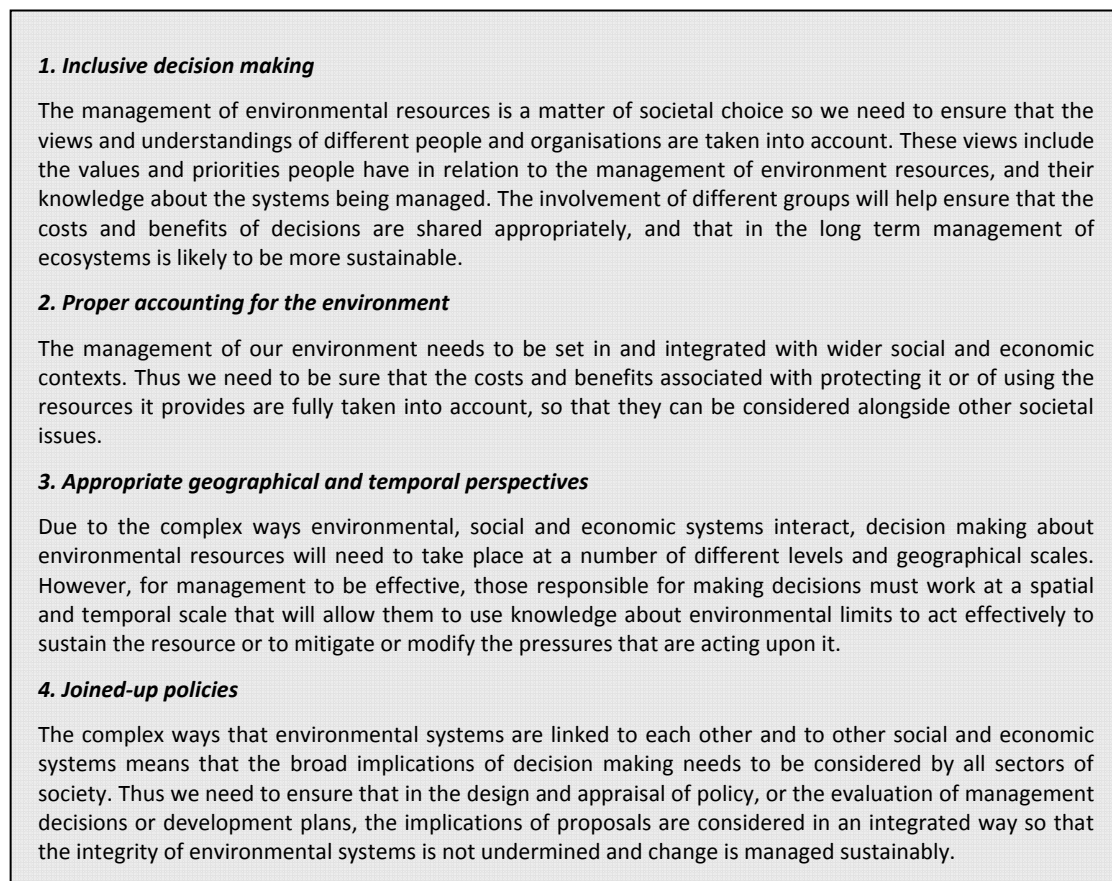 1. Inclusive decision making
The management of environmental resources is a matter of societal choice so we need to ensure that the
views and understandings of different people and organisations are taken into account. These views include
the values and priorities people have in relation to the management of environment resources, and their
knowledge about the systems being managed. The involvement of different groups will help ensure that the
costs and benefits of decisions are shared appropriately, and that in the long term management of
ecosystems is likely to be more sustainable.
2. Proper accounting for the environment
The management of our environment needs to be set in and integrated with wider social and economic
contexts. Thus we need to be sure that the costs and benefits associated with protecting it or of using the
resources it provides are fully taken into account, so that they can be considered alongside other societal
issues.
3. Appropriate geographical and temporal perspectives
Due to the complex ways environmental, social and economic systems interact, decision making about
environmental resources will need to take place at a number of different levels and geographical scales.
However, for management to be effective, those responsible for making decisions must work at a spatial
and temporal scale that will allow them to use knowledge about environmental limits to act effectively to
sustain the resource or to mitigate or modify the pressures that are acting upon it.
4. Joined-up policies
The complex ways that environmental systems are linked to each other and to other social and economic
systems means that the broad implications of decision making needs to be considered by all sectors of
society. Thus we need to ensure that in the design and appraisal of policy, or the evaluation of management
decisions or development plans, the implications of proposals are considered in an integrated way so that
the integrity of environmental systems is not undermined and change is managed sustainably.